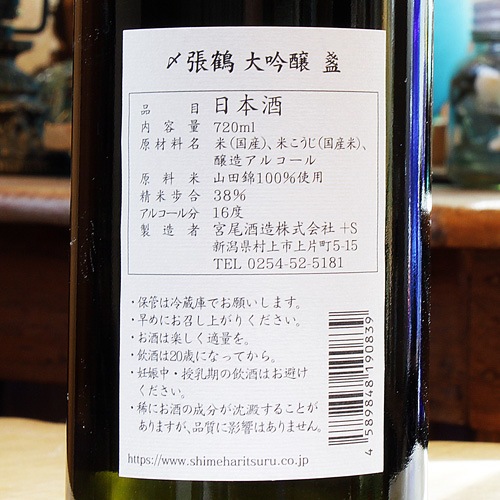 〆張鶴 大吟醸 盞
品目 日本酒
内容量 720ml
原材料名 米(国産)、米こうじ(国産米)、
醸造アルコール
原料米 山田錦100%使用
精米歩合 38%
アルコール分 16度
製造者 宮尾酒造株式会社 +S
新潟県村上市上片町5-15
TEL 0254-52-5181
・保管は冷蔵庫でお願いします。
・早めにお召し上がりください。
・お酒は楽しく適量を。
・飲酒は20歳になってから。
・妊娠中・授乳期の飲酒はお避け
ください。
・稀にお酒の成分が沈澱することが
ありますが、品質に影響はありません。
https://www.shimeharitsuru.co.jp
4 589848 190839